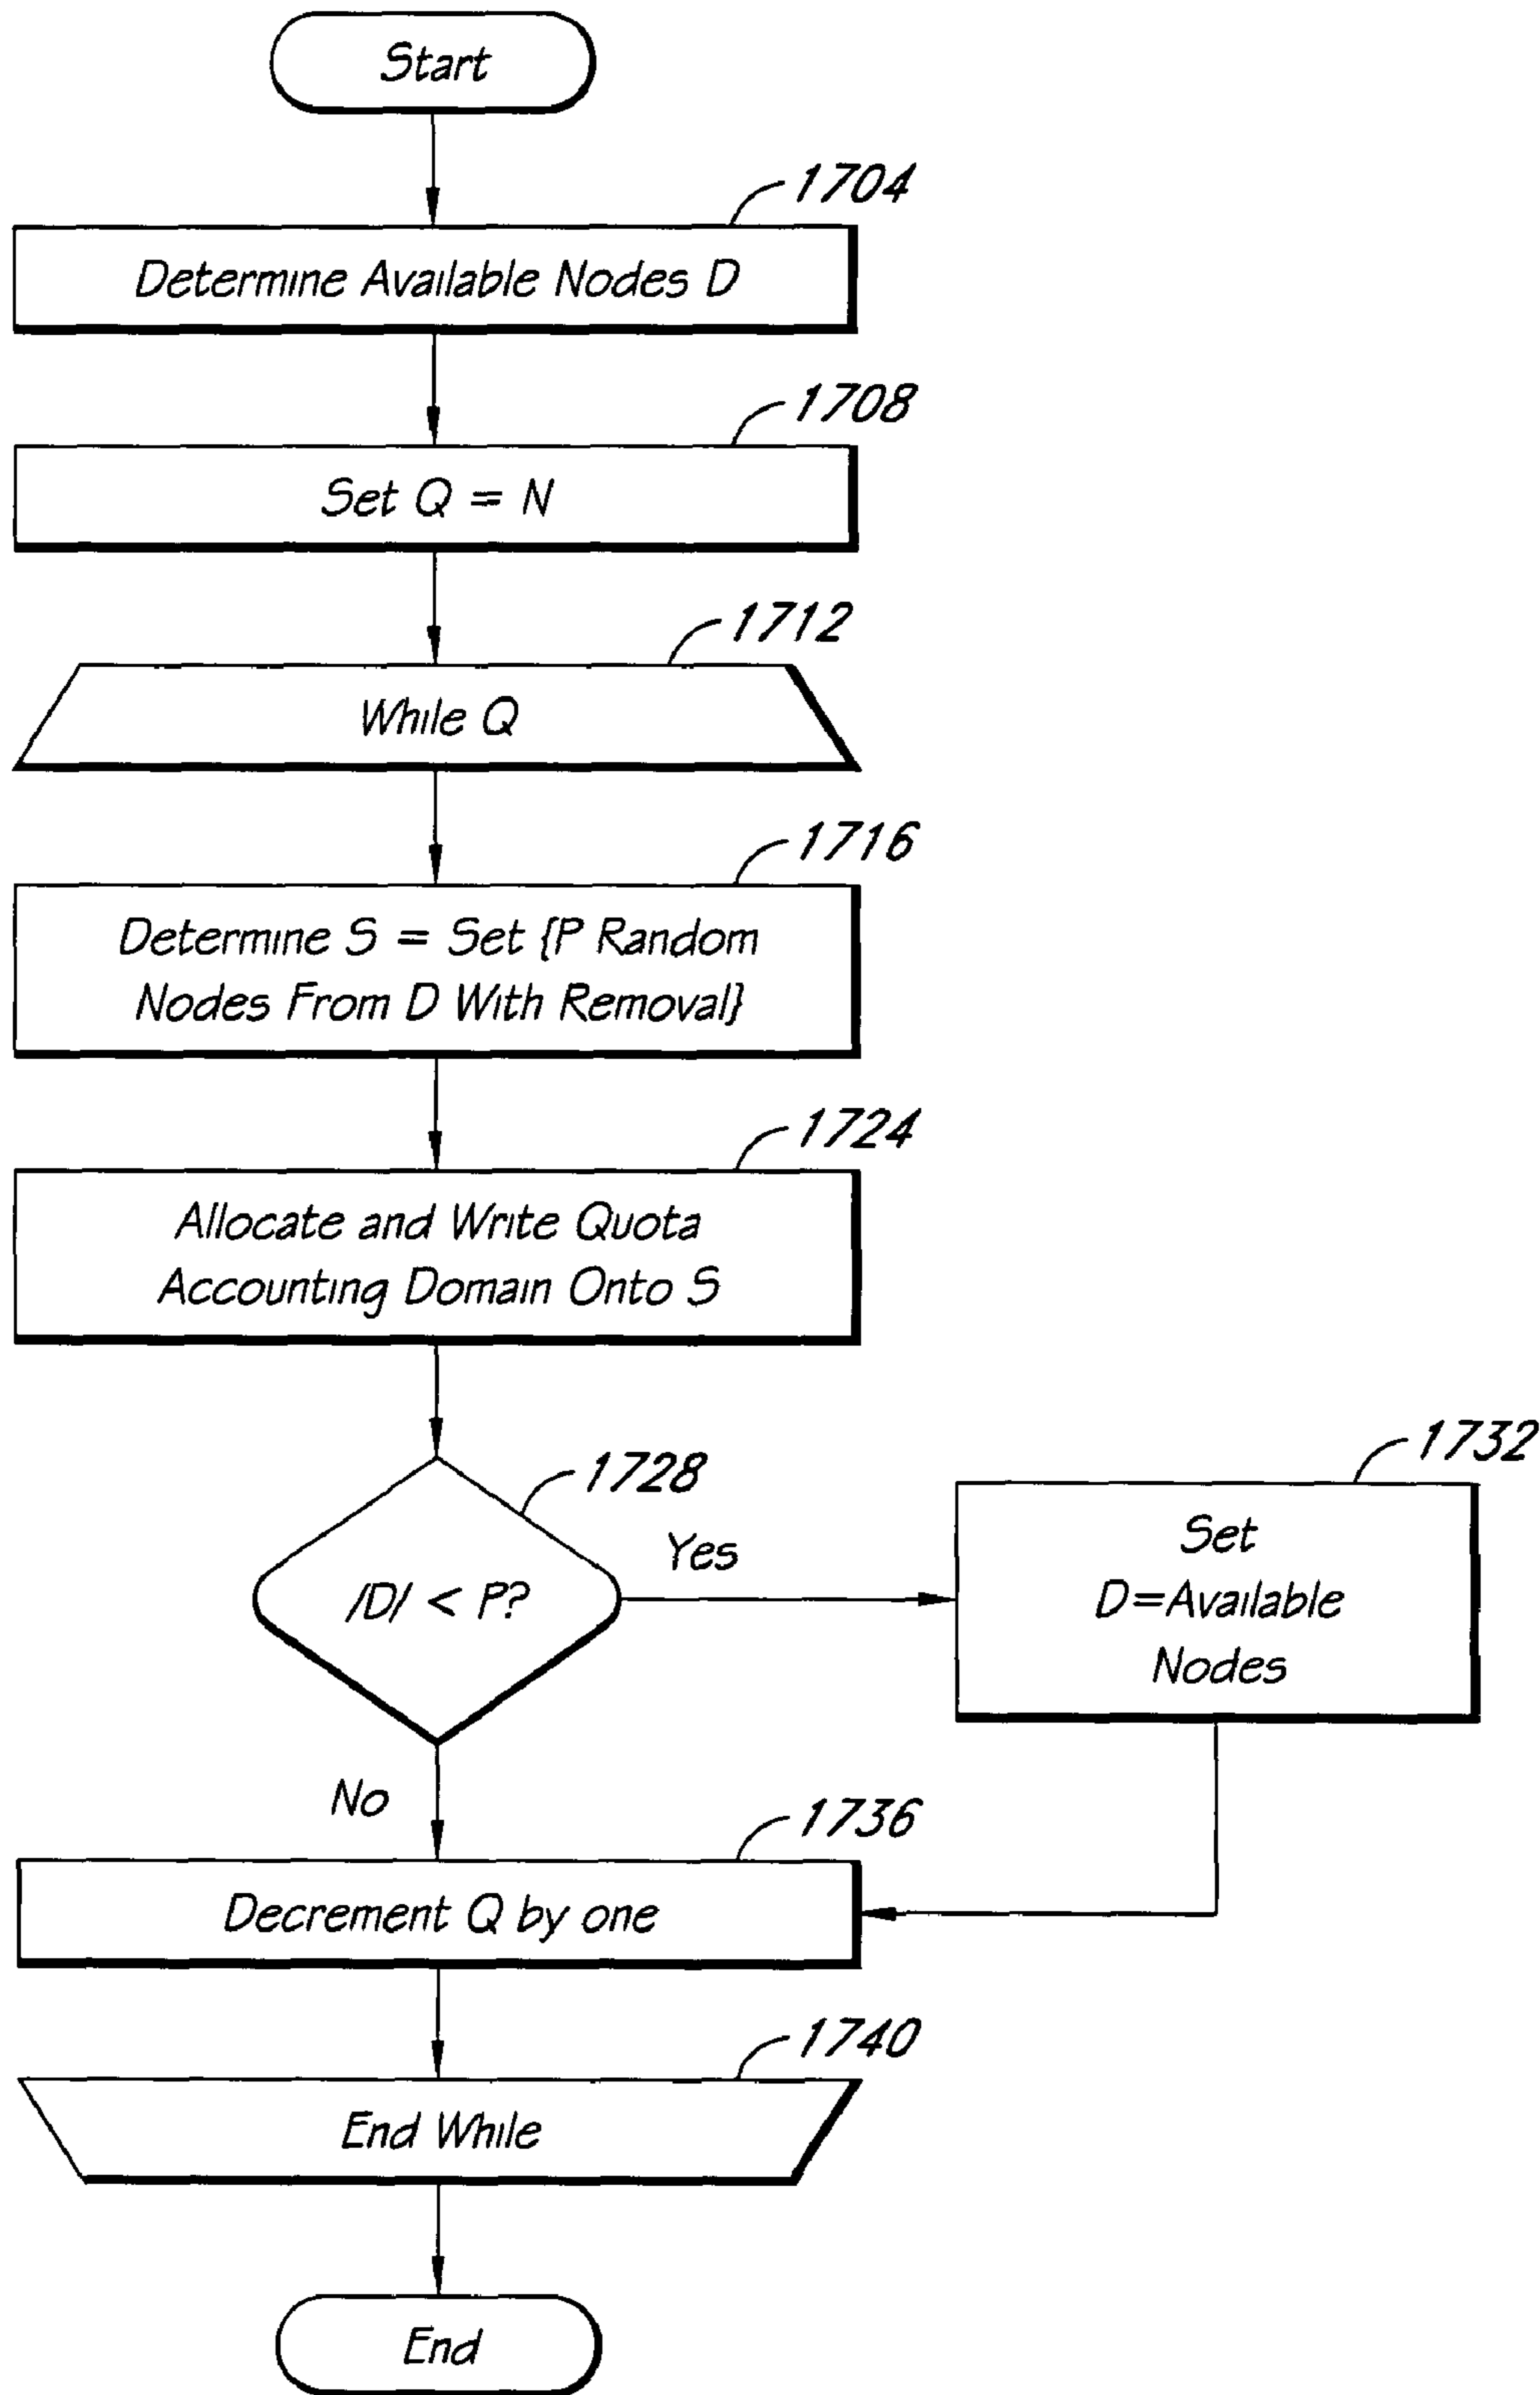 Start
1704
Determine Available Nodes D
1708
Set Q = N
1712
While Q
1716
Determine S = Set {P Random
Nodes From D With Removal}
1724
Allocate and Write Quota
Accounting Domain Onto S
1728
/D/ < P?
Yes
1732
Set
D=Available
Nodes
No
1736
Decrement Q by one
1740
End While
End